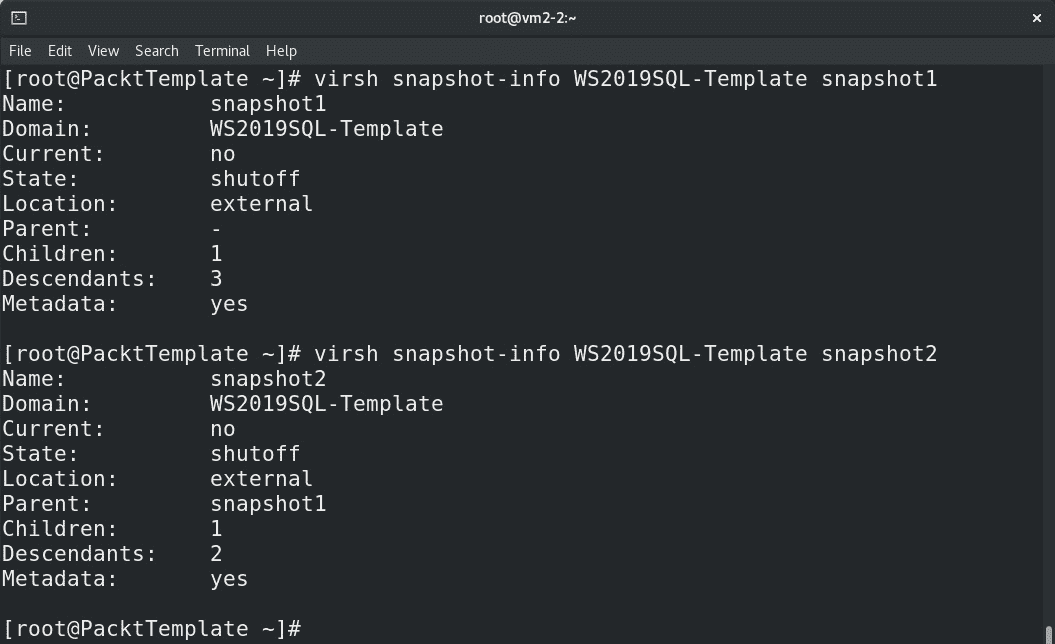 root@vm2-2:~ ×
File Edit View Search Terminal Help
[root@PacktTemplate ~]# virsh snapshot-info WS2019SQL-Template snapshot1
Name: snapshot1
Domain: WS2019SQL-Template
Current: no
State: shutoff
Location: external
Parent: -
Children: 1
Descendants: 3
Metadata: yes
[root@PacktTemplate ~]# virsh snapshot-info WS2019SQL-Template snapshot2
Name: snapshot2
Domain: WS2019SQL-Template
Current: no
State: shutoff
Location: external
Parent: snapshot1
Children: 1
Descendants: 2
Metadata: yes
[root@PacktTemplate ~]#